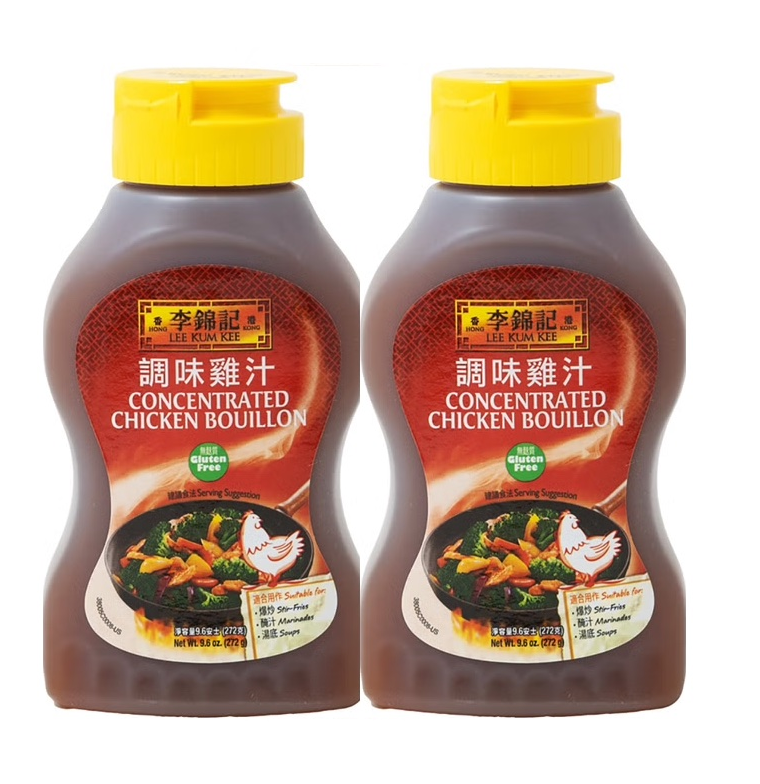 香 李錦記 港
HONG LEE KUM KEE KONG
調味雞汁
CONCENTRATED
CHICKEN BOUILLON
無麩質
Gluten
Free
建議食法 Serving Suggestion
適合用作 Suitable for:
• 爆炒 Stir-Fries
• 醃汁 Marinades
• 湯底 Soups
淨容量9.6安士 (272克)
Net Wt. 9.6 oz. (272 g)
香 李錦記 港
HONG LEE KUM KEE KONG
調味雞汁
CONCENTRATED
CHICKEN BOUILLON
無麩質
Gluten
Free
建議食法 Serving Suggestion
適合用作 Suitable for:
• 爆炒 Stir-Fries
• 醃汁 Marinades
• 湯底 Soups
淨容量9.6安士 (272克)
Net Wt. 9.6 oz. (272 g)